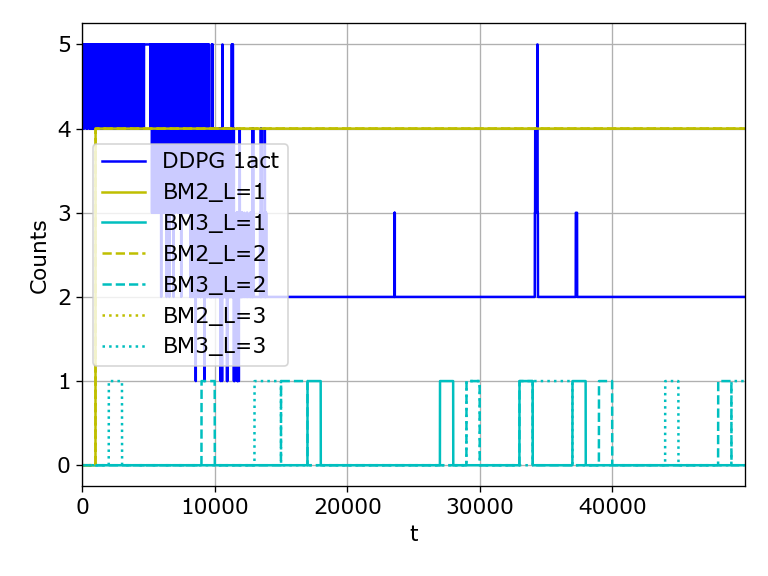 5
4
3
2
1
0
Counts
DDPG 1act
BM2_L=1
BM3_L=1
BM2_L=2
BM3_L=2
BM2_L=3
BM3_L=3
0 10000 20000 30000 40000
t